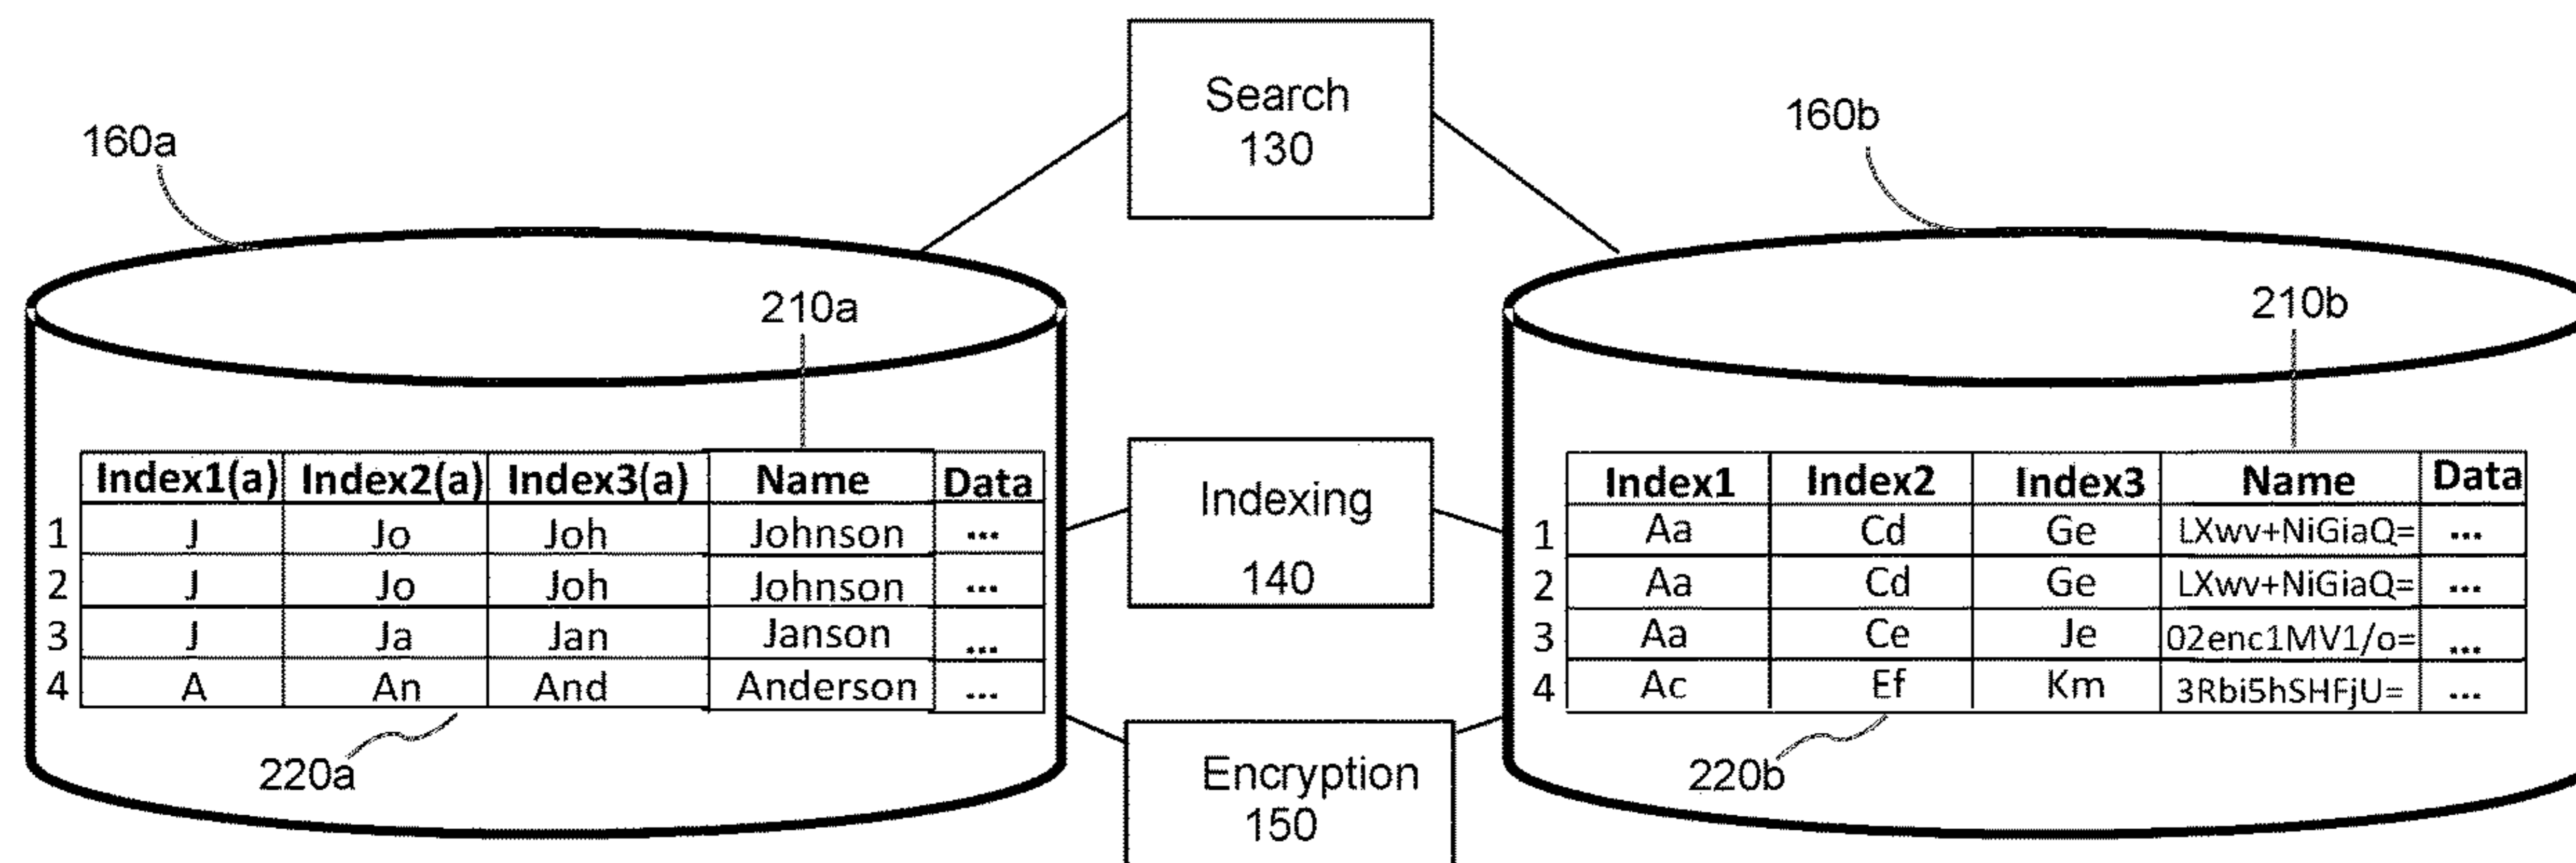 Search
130
160a
160b
210a
210b
Index1(a) Index2(a) Index3(a) Name Data
1 J Jo Joh Johnson ...
2 J Jo Joh Johnson ...
3 J Ja Jan Janson ...
4 A An And Anderson ...
220a
Indexing
140
Index1 Index2 Index3 Name Data
1 Aa Cd Ge LXwv+NiGiaQ= ...
2 Aa Cd Ge LXwv+NiGiaQ= ...
3 Aa Ce Je 02enc1MV1/o= ...
4 Ac Ef Km 3Rbi5hSHFjU= ...
220b
Encryption
150